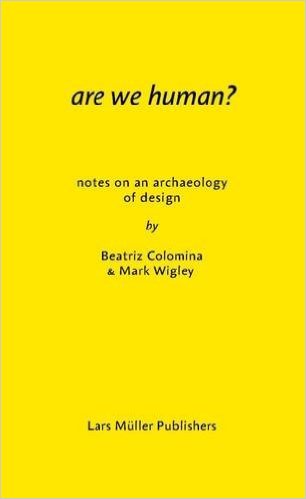 are we human?
notes on an archaeology
of design
by
Beatriz Colomina
& Mark Wigley
Lars Müller Publishers